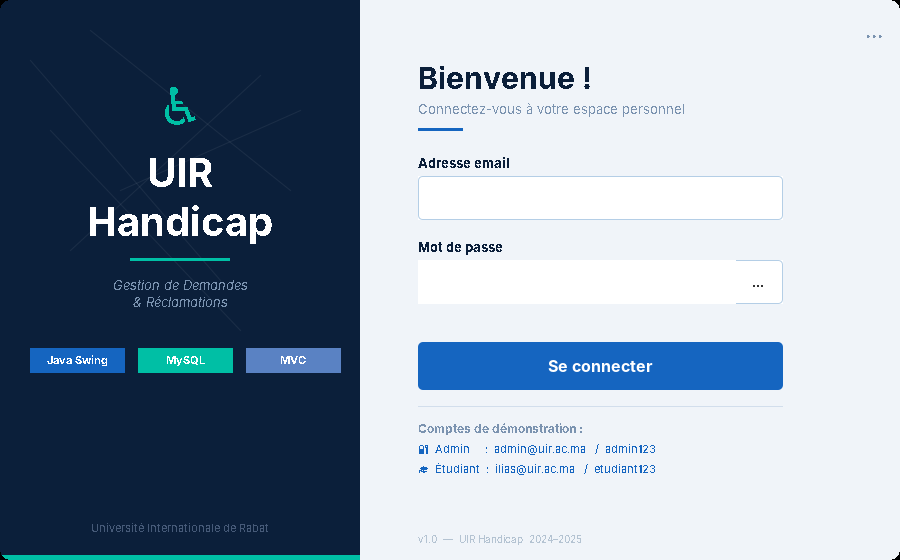 UIR
Handicap
Gestion de Demandes
& Réclamations
Java Swing
MySQL
MVC
Université Internationale de Rabat
...
Bienvenue !
Connectez-vous à votre espace personnel
Adresse email
Mot de passe
...
Se connecter
Comptes de démonstration :
Admin : admin@uir.ac.ma / admin123
Étudiant : ilias@uir.ac.ma / etudiant123
v1.0 — UIR Handicap 2024-2025